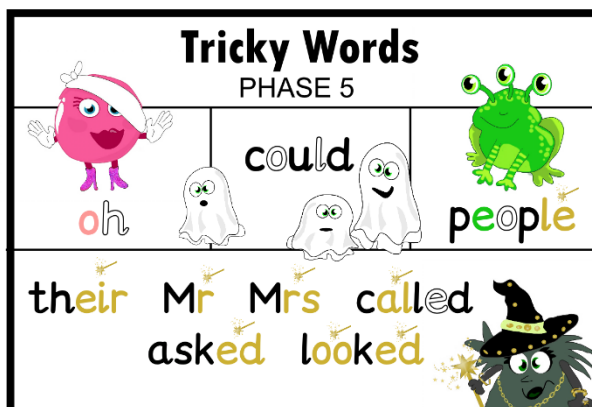 Tricky Words
PHASE 5
oh could people
their Mr Mrs called
asked looked